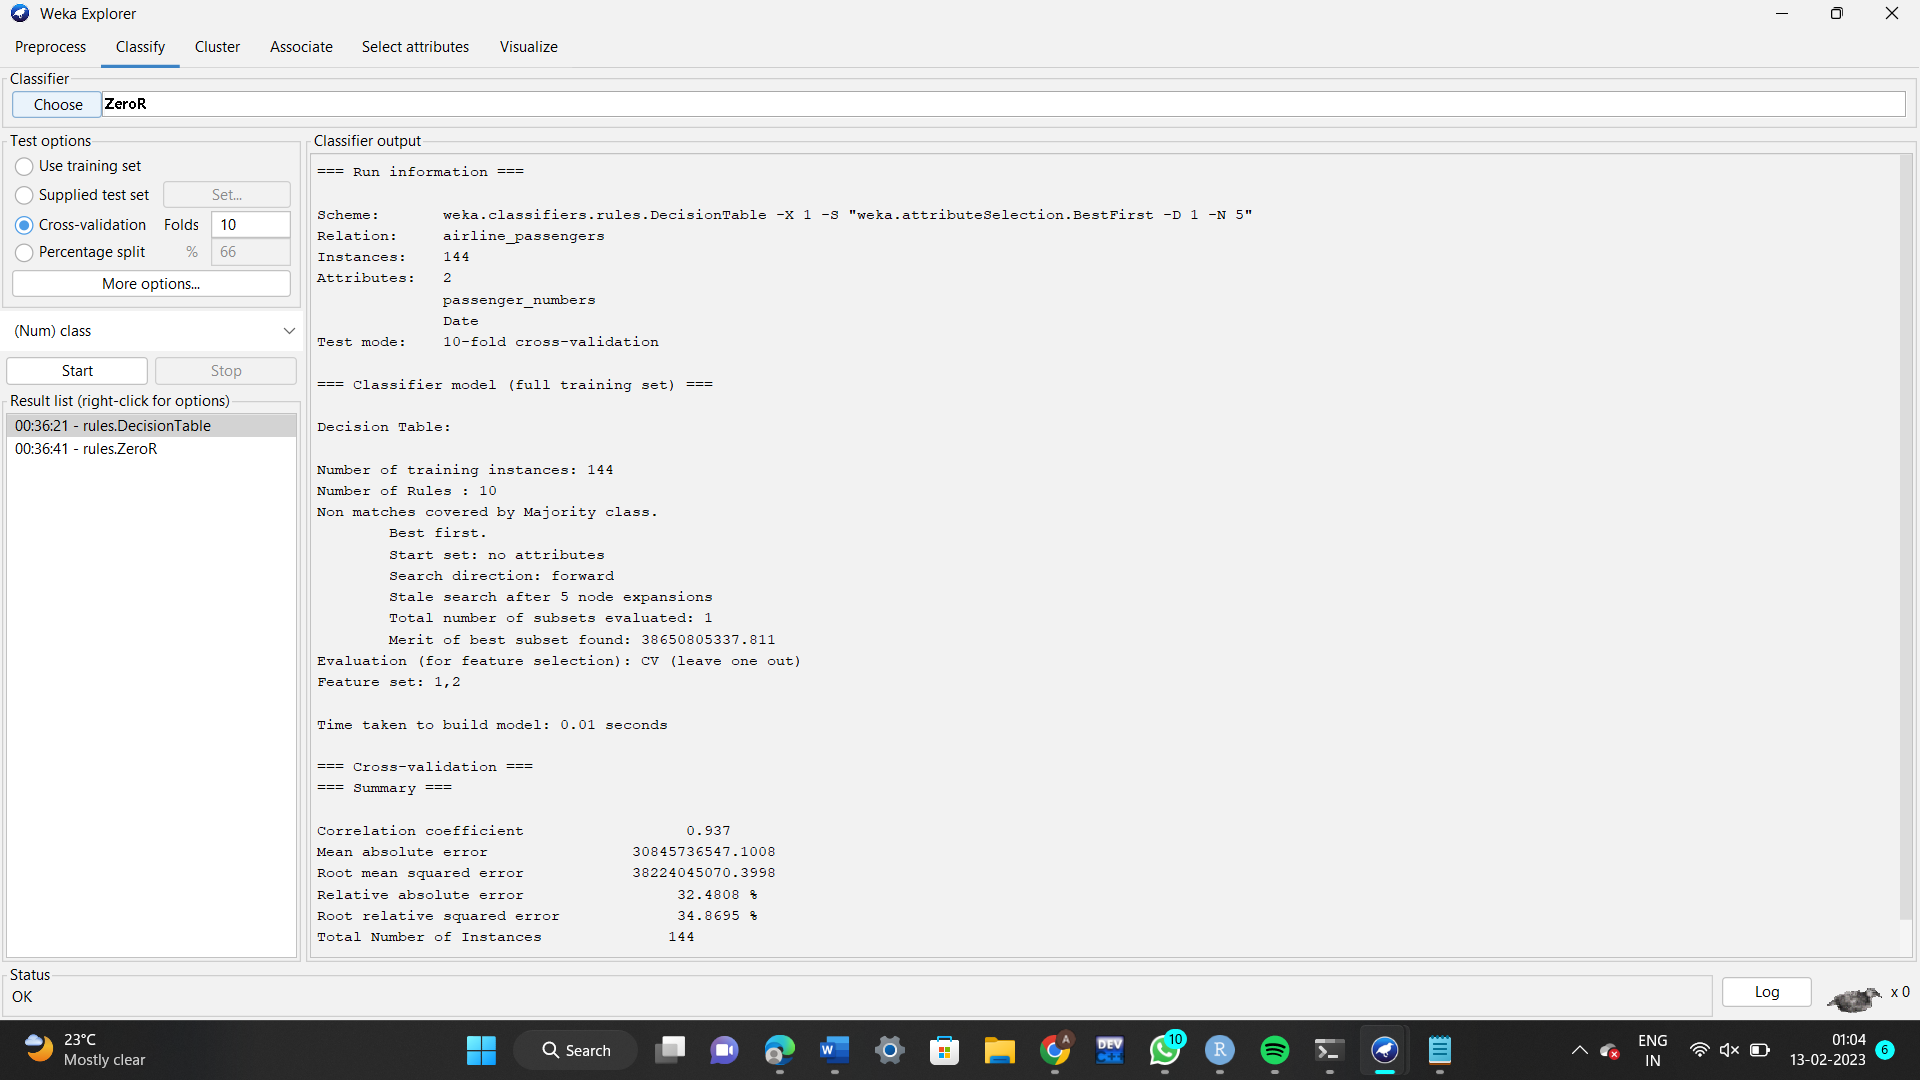 Weka Explorer
Preprocess Classify Cluster Associate Select attributes Visualize
Classifier
Choose ZeroR
Test options
Use training set
Supplied test set Set...
Cross-validation Folds 10
Percentage split % 66
More options...
(Num) class
Start Stop
Result list (right-click for options)
00:36:21 - rules.DecisionTable
00:36:41 - rules.ZeroR
Classifier output
=== Run information ===
Scheme: weka.classifiers.rules.DecisionTable -X 1 -S "weka.attributeSelection.BestFirst -D 1 -N 5"
Relation: airline_passengers
Instances: 144
Attributes: 2
passenger_numbers
Date
Test mode: 10-fold cross-validation
=== Classifier model (full training set) ===
Decision Table:
Number of training instances: 144
Number of Rules : 10
Non matches covered by Majority class.
Best first.
Start set: no attributes
Search direction: forward
Stale search after 5 node expansions
Total number of subsets evaluated: 1
Merit of best subset found: 38650805337.811
Evaluation (for feature selection): CV (leave one out)
Feature set: 1,2
Time taken to build model: 0.01 seconds
=== Cross-validation ===
=== Summary ===
Correlation coefficient 0.937
Mean absolute error 30845736547.1008
Root mean squared error 38224045070.3998
Relative absolute error 32.4808 %
Root relative squared error 34.8695 %
Total Number of Instances 144
Status
OK
Log x 0
23°C
Mostly clear
Search
W
A
DEV
C++
10
R
ENG
IN
01:04
13-02-2023
6